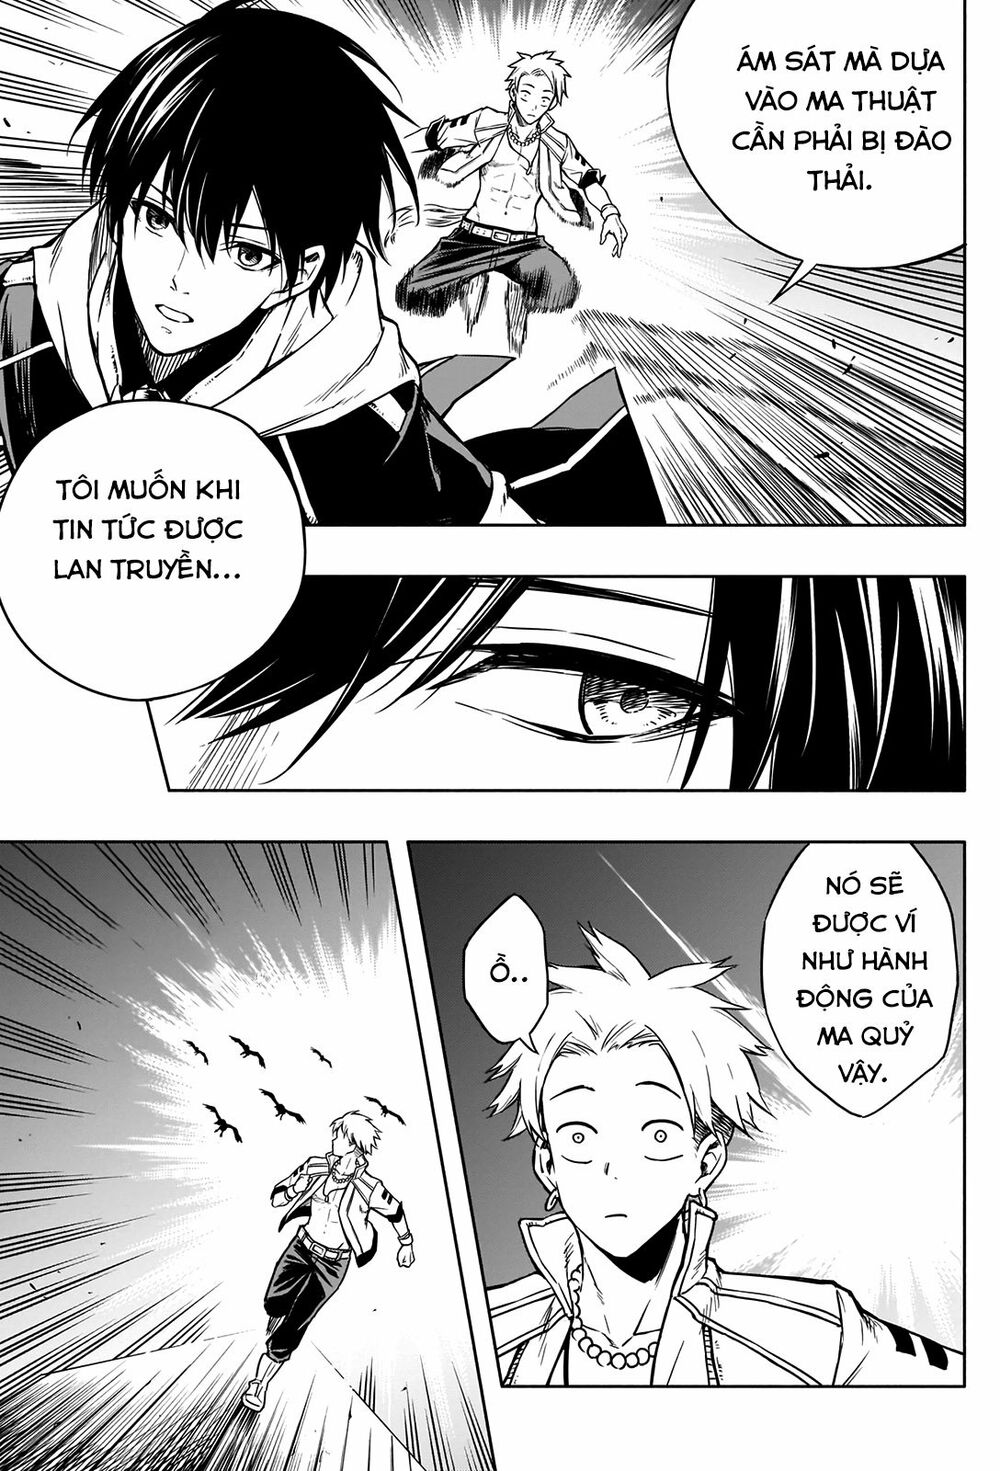 ÁM SÁT MÀ DỰA
VÀO MA THUẬT
CẦN PHẢI BỊ ĐÀO
THẢI.
TÔI MUỐN KHI
TIN TỨC ĐƯỢC
LAN TRUYỀN...
NÓ SẼ
ĐƯỢC VÍ
NHƯ HÀNH
ĐỘNG CỦA
MA QUỶ
VẬY.
Ồ..